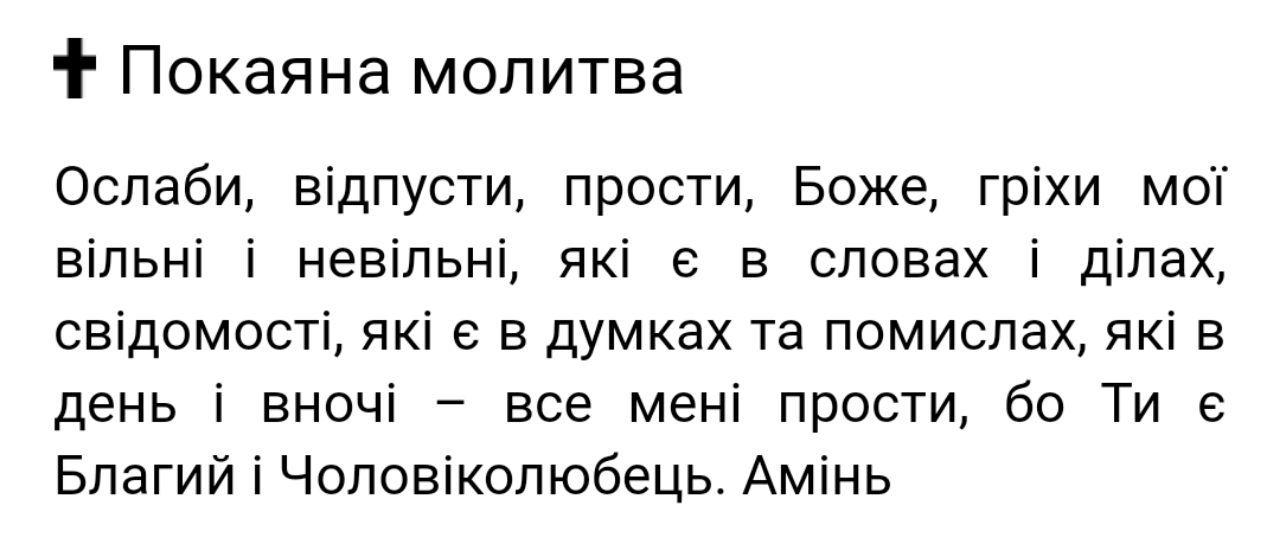 ✝ Покаяна молитва
Ослаби, відпусти, прости, Боже, гріхи мої
вільні і невільні, які є в словах і ділах,
свідомості, які є в думках та помислах, які в
день і вночі – все мені прости, бо Ти є
Благий і Чоловіколюбець. Амінь